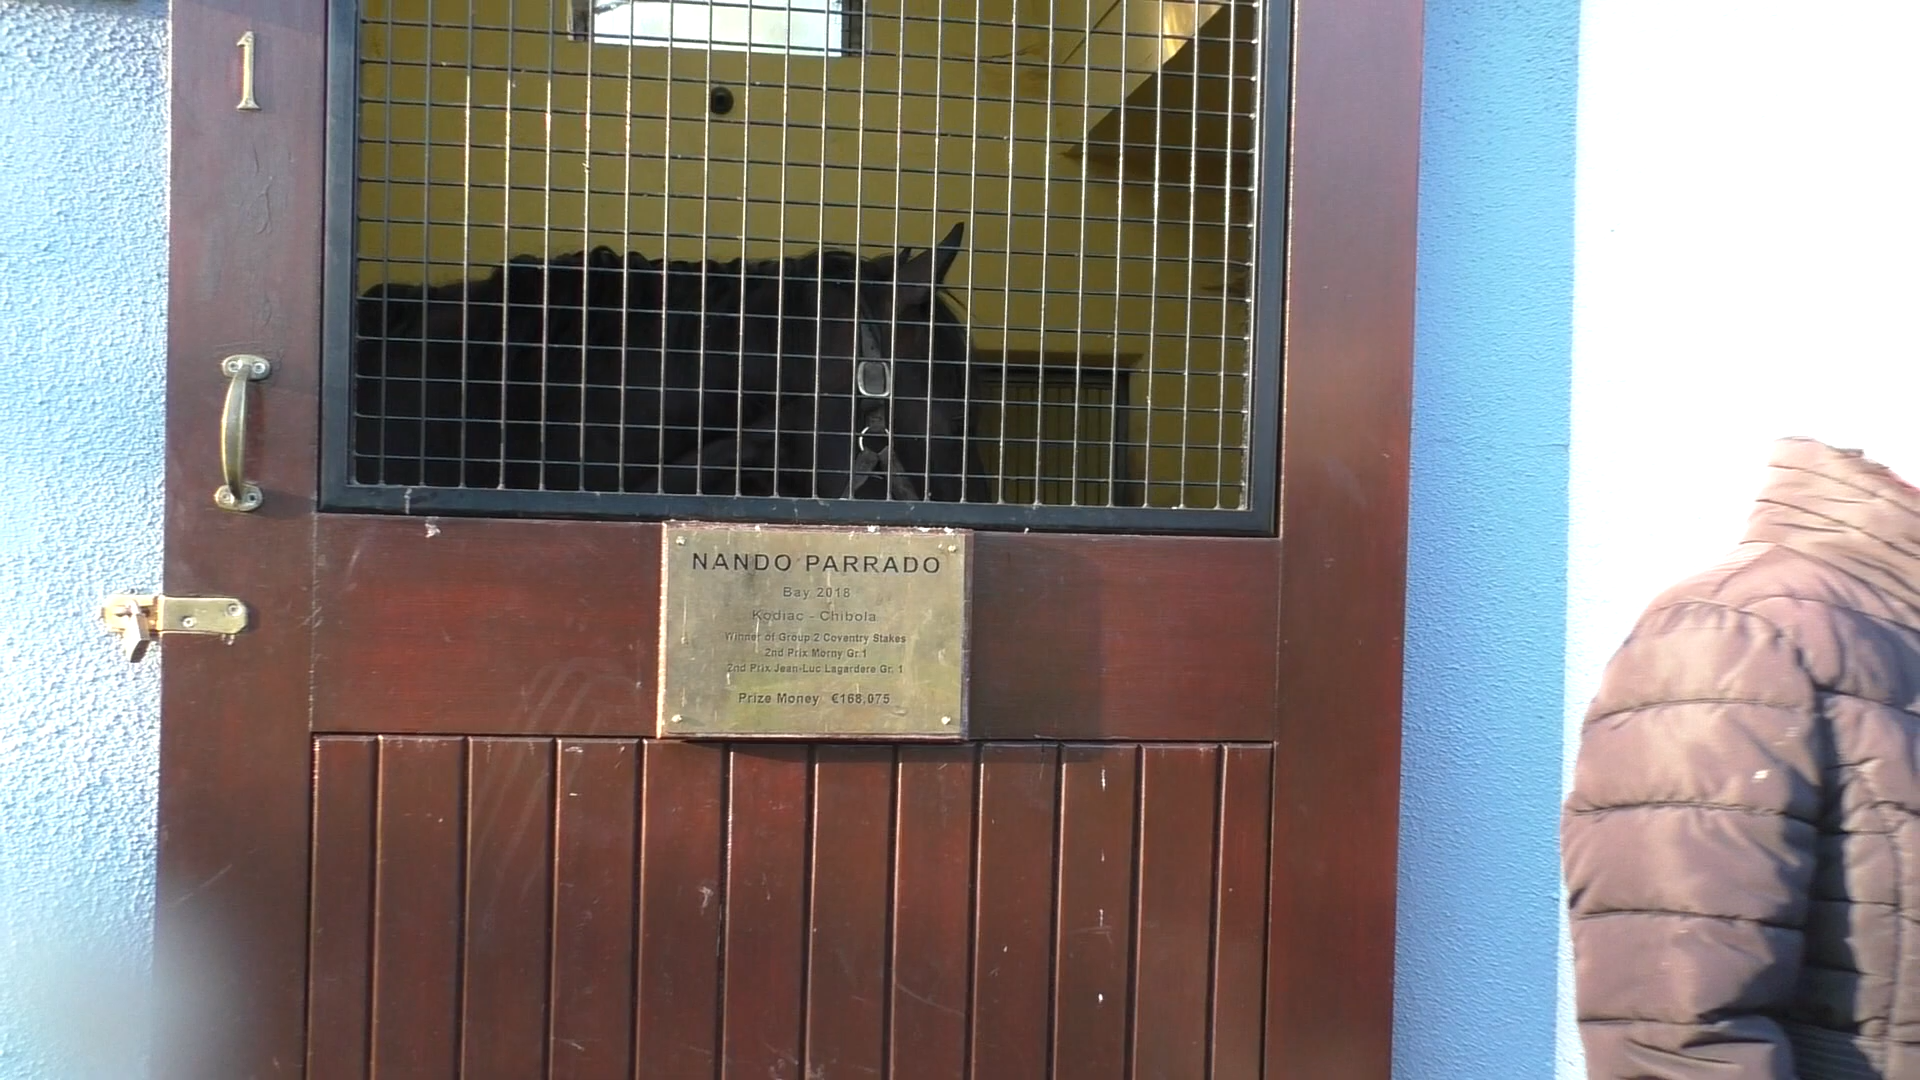 1
NANDO PARRADO
Bay 2018
Kodiac - Chibola
Winner of Group 2 Coventry Stakes
2nd Prix Morny Gr.1
2nd Prix Jean-Luc Lagardere Gr. 1
Prize Money €168,075